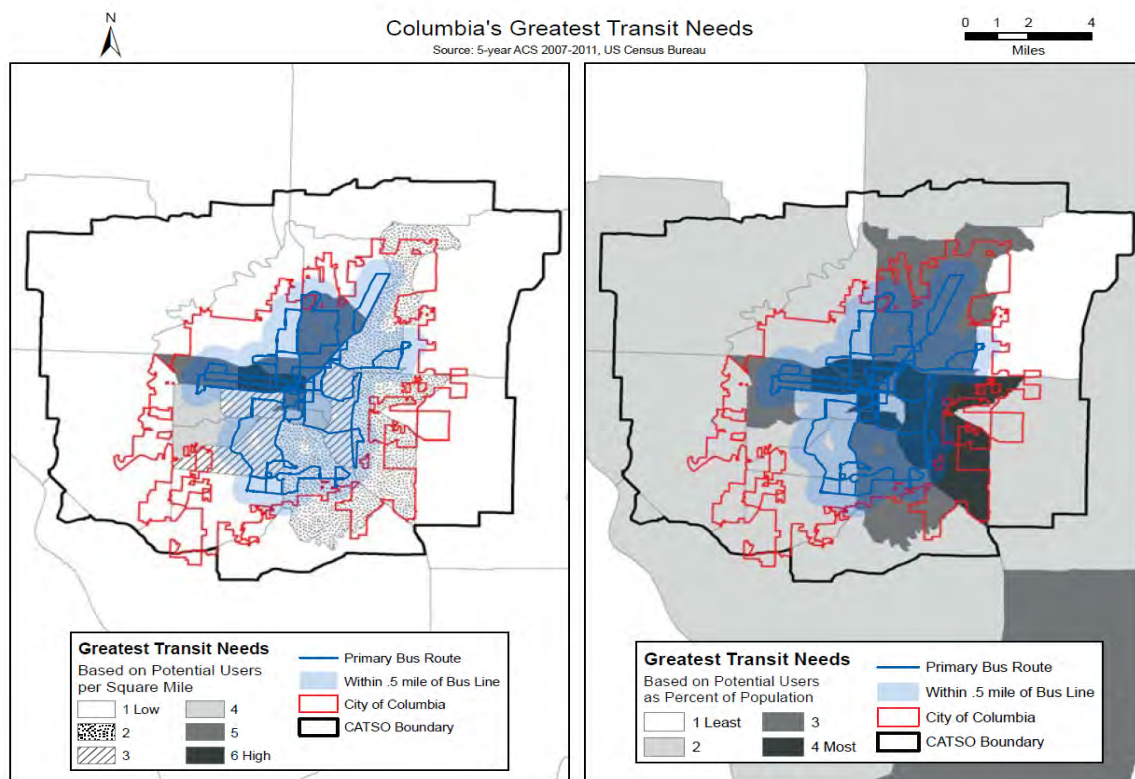 N
Columbia's Greatest Transit Needs
Source: 5-year ACS 2007-2011, US Census Bureau
0 1 2 4
Miles
Greatest Transit Needs
Based on Potential Users
per Square Mile
1 Low
2
3
4
5
6 High
Primary Bus Route
Within .5 mile of Bus Line
City of Columbia
CATSO Boundary
Greatest Transit Needs
Based on Potential Users
as Percent of Population
1 Least
2
3
4 Most
Primary Bus Route
Within .5 mile of Bus Line
City of Columbia
CATSO Boundary